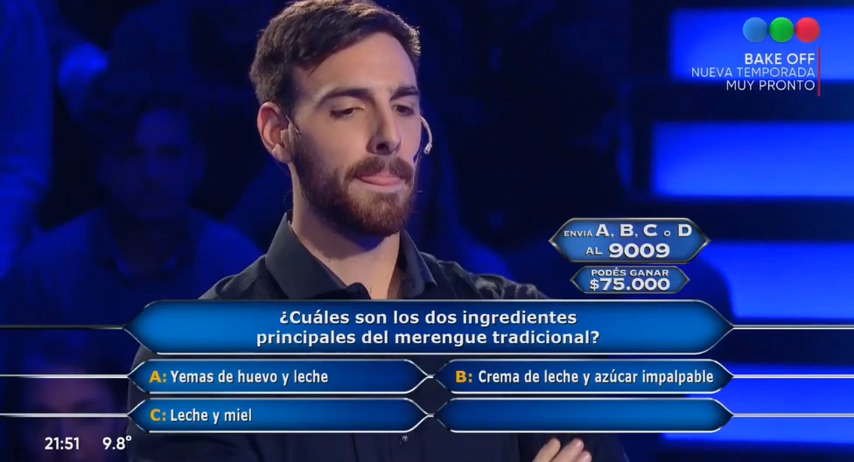 BAKE OFF
NUEVA TEMPORADA
MUY PRONTO
ENVIÁ A, B, C o D
AL 9009
PODÉS GANAR
$75.000
¿Cuáles son los dos ingredientes
principales del merengue tradicional?
A: Yemas de huevo y leche
B: Crema de leche y azúcar impalpable
C: Leche y miel
21:51 9.8°